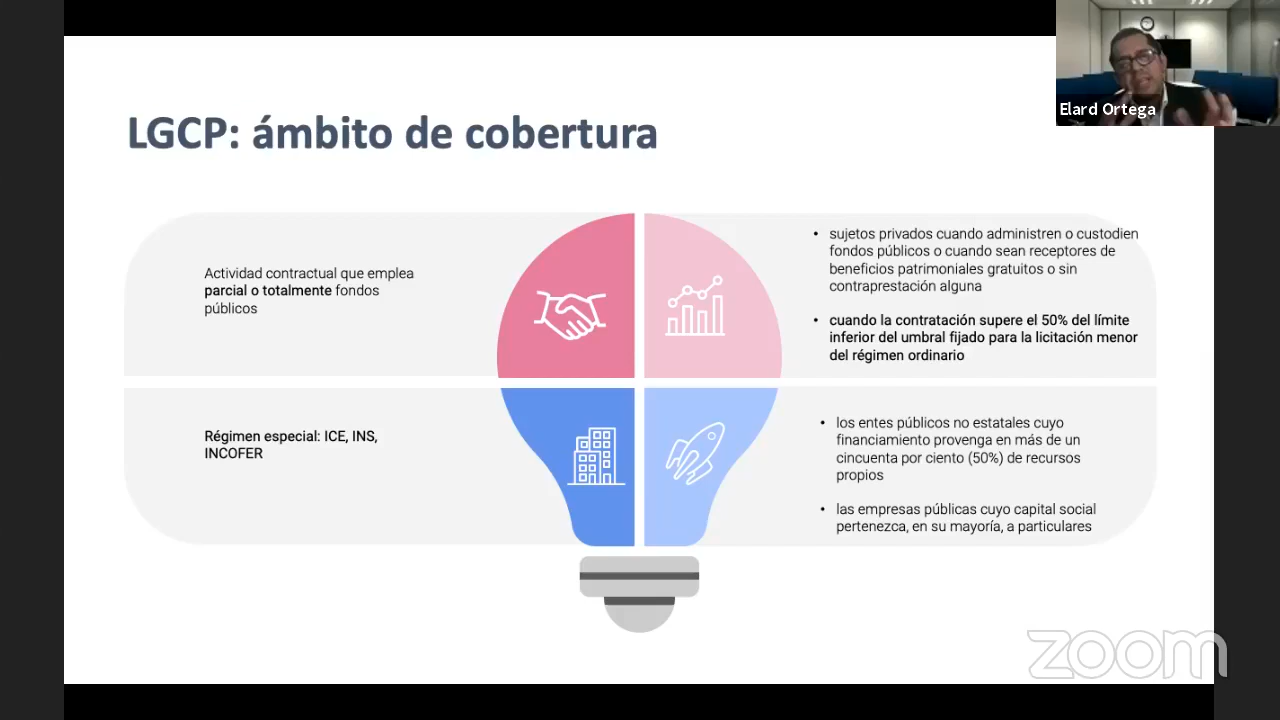 Elard Ortega
LGCP: ámbito de cobertura
Actividad contractual que emplea
parcial o totalmente fondos
públicos
• sujetos privados cuando administren o custodien
fondos públicos o cuando sean receptores de
beneficios patrimoniales gratuitos o sin
contraprestación alguna
• cuando la contratación supere el 50% del límite
inferior del umbral fijado para la licitación menor
del régimen ordinario
Régimen especial: ICE, INS,
INCOFER
• los entes públicos no estatales cuyo
financiamiento provenga en más de un
cincuenta por ciento (50%) de recursos
propios
• las empresas públicas cuyo capital social
pertenezca, en su mayoría, a particulares
zoom